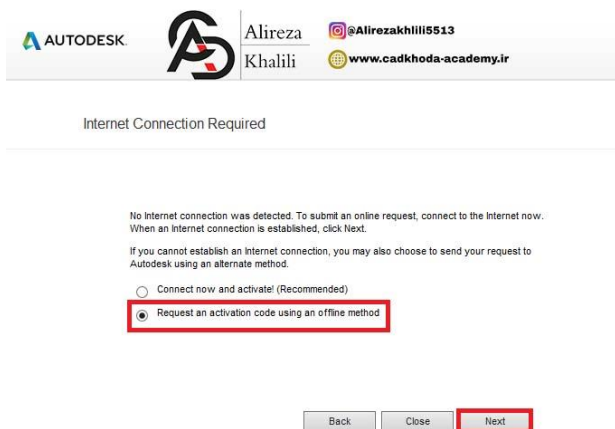 AUTODESK.
Alireza
Khalili
@Alirezakhlili5513
www.cadkhoda-academy.ir
Internet Connection Required
No Internet connection was detected. To submit an online request, connect to the Internet now.
When an Internet connection is established, click Next.
If you cannot establish an Internet connection, you may also choose to send your request to
Autodesk using an alternate method.
Connect now and activate! (Recommended)
Request an activation code using an offline method
Back
Close
Next